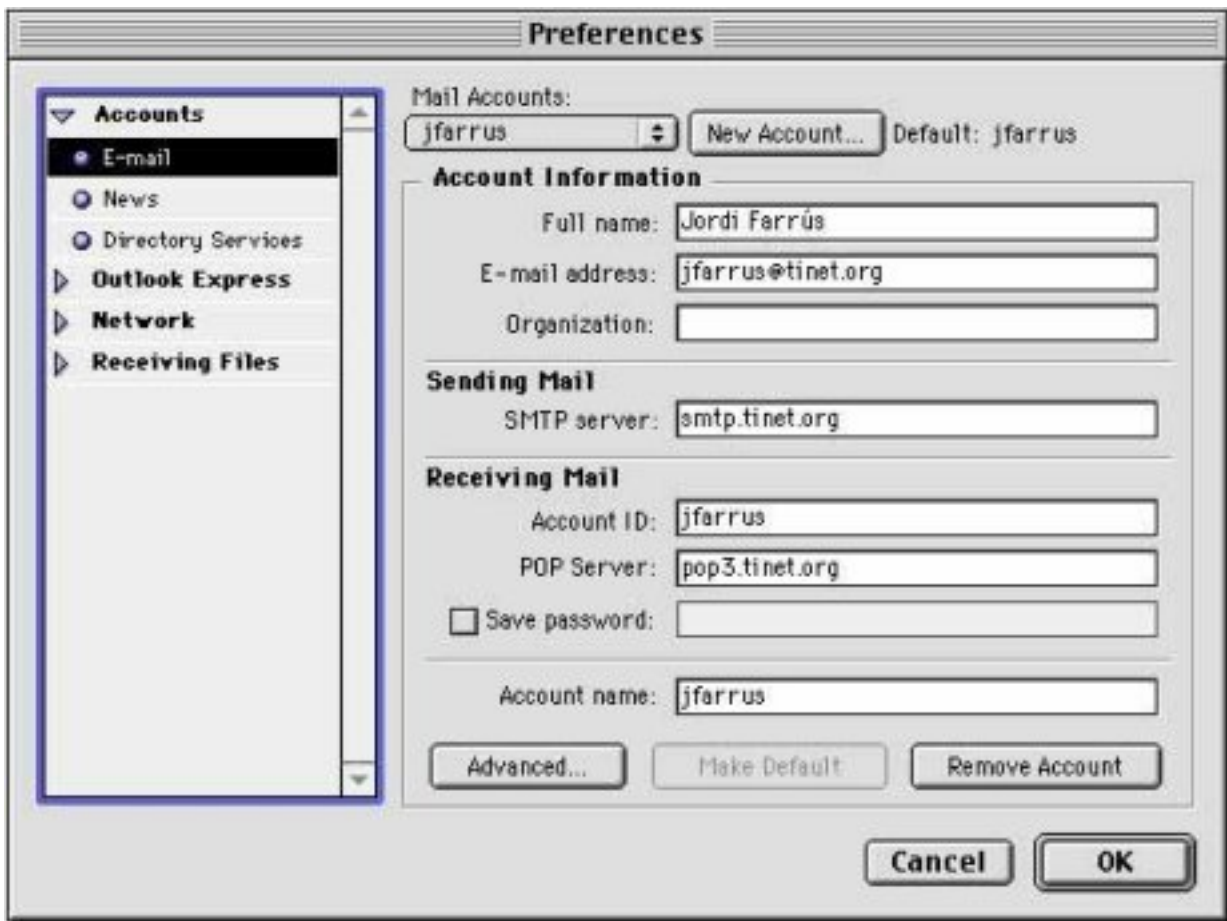 Preferences
Accounts
E-mail
News
Directory Services
Outlook Express
Network
Receiving Files
Mail Accounts:
jfarrus New Account... Default: jfarrus
Account Information
Full name: Jordi Farrús
E-mail address: jfarrus@tinet.org
Organization:
Sending Mail
SMTP server: smtp.tinet.org
Receiving Mail
Account ID: jfarrus
POP Server: pop3.tinet.org
Save password:
Account name: jfarrus
Advanced... Make Default Remove Account
Cancel OK